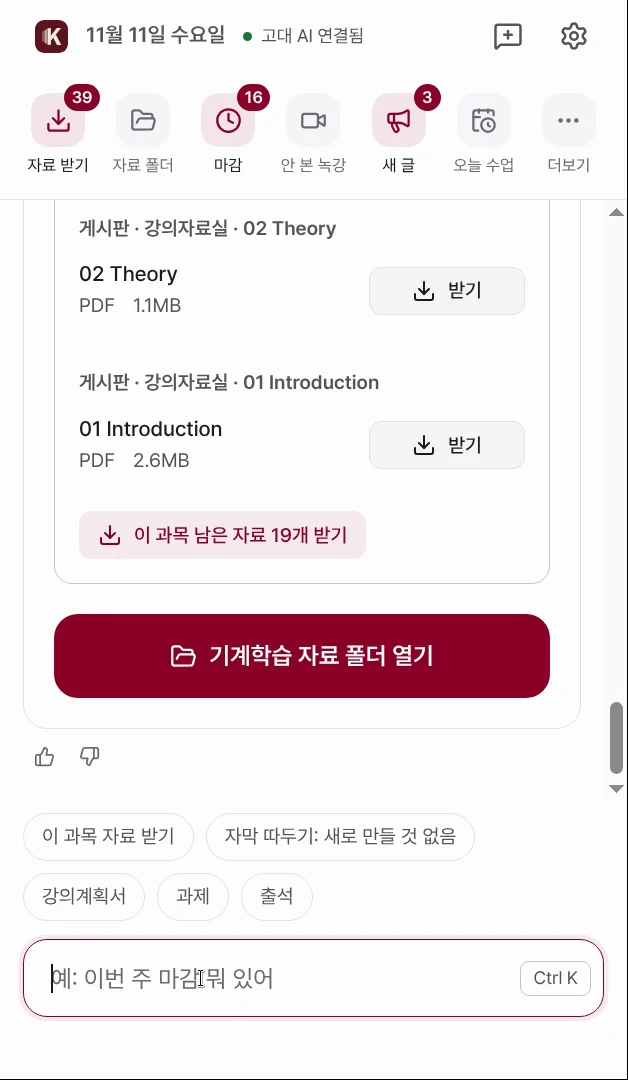 K 11월 11일 수요일 고대 AI 연결됨
39 16 3
자료 받기 자료 폴더 마감 안 본 녹강 새 글 오늘 수업 더보기
게시판 · 강의자료실 · 02 Theory
02 Theory
PDF 1.1MB
받기
게시판 · 강의자료실 · 01 Introduction
01 Introduction
PDF 2.6MB
받기
이 과목 남은 자료 19개 받기
기계학습 자료 폴더 열기
이 과목 자료 받기 자막 따두기: 새로 만들 것 없음
강의계획서 과제 출석
예: 이번 주 마감 뭐 있어 Ctrl K